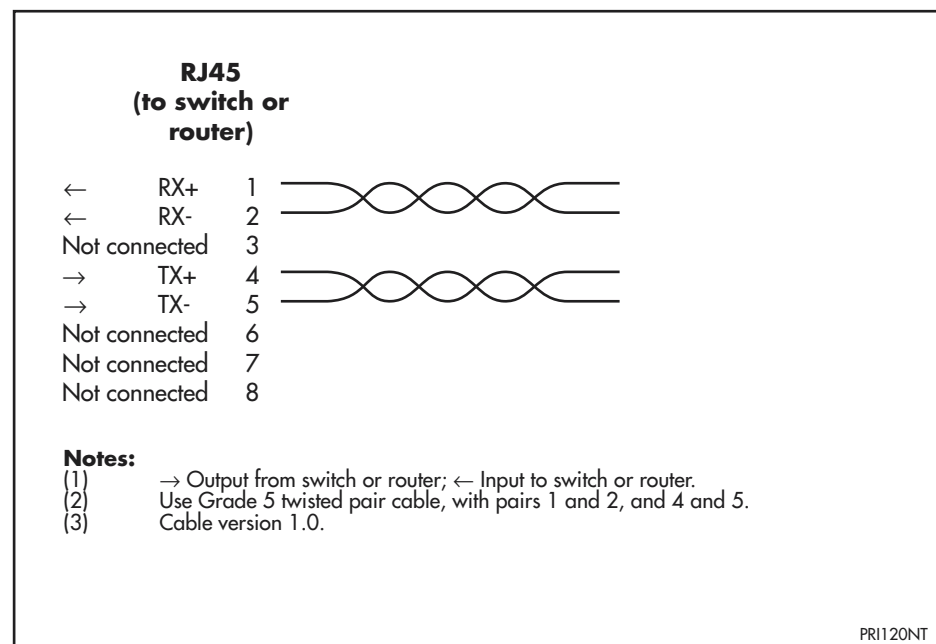 RJ45
(to switch or
router)
← RX+ 1
← RX- 2
Not connected 3
→ TX+ 4
→ TX- 5
Not connected 6
Not connected 7
Not connected 8
Notes:
(1) → Output from switch or router; ← Input to switch or router.
(2) Use Grade 5 twisted pair cable, with pairs 1 and 2, and 4 and 5.
(3) Cable version 1.0.
PRI120NT